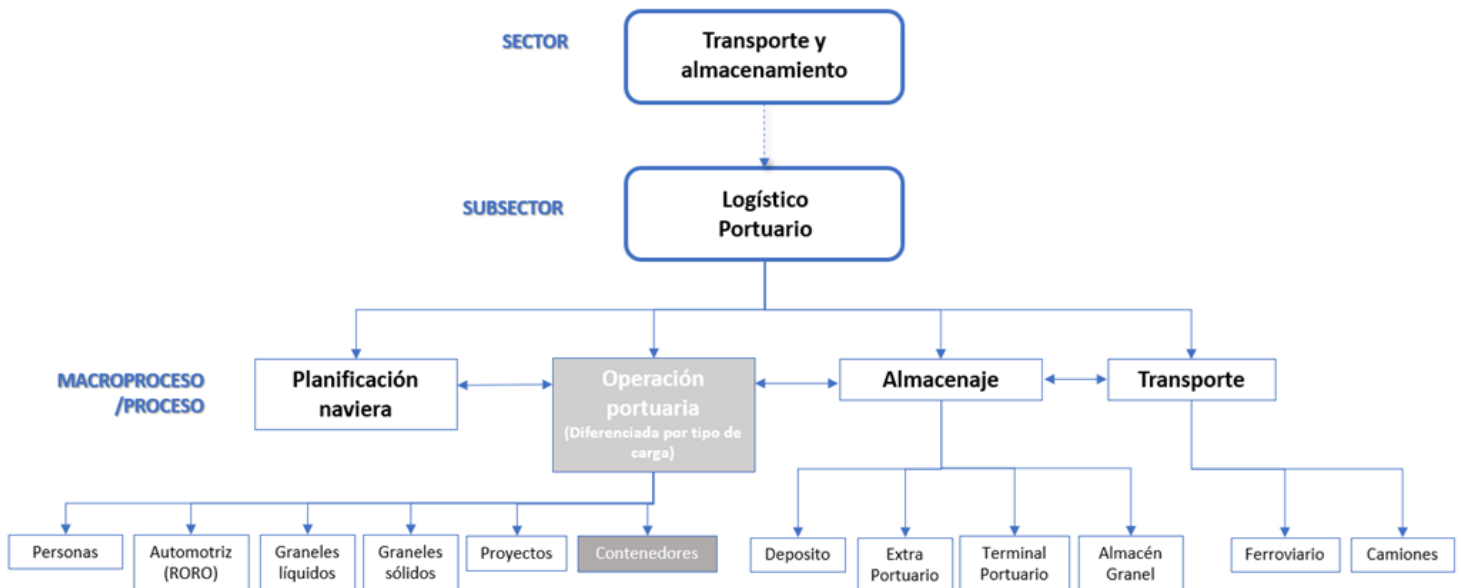 SECTOR
Transporte y
almacenamiento
SUBSECTOR
Logístico
Portuario
MACROPROCESO
/PROCESO
Planificación
naviera
Operación
portuaria
(Diferenciada por tipo de
carga)
Almacenaje
Transporte
Personas
Automotriz
(RORO)
Graneles
líquidos
Graneles
sólidos
Proyectos
Contenedores
Deposito
Extra
Portuario
Terminal
Portuario
Almacén
Granel
Ferroviario
Camiones